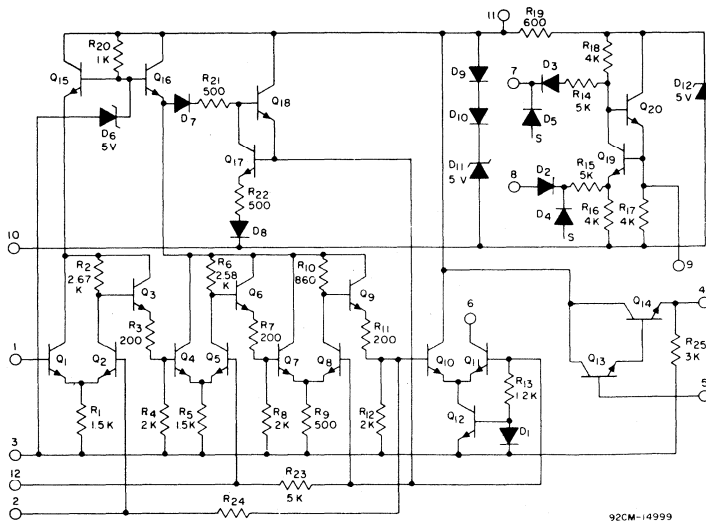 11
R19
600
R20
1K
Q15
Q16
R21
500
Q18
D7
D6
5V
Q17
R22
500
D8
D9
D10
D11
5 V
7
D3
R14
5K
D5
S
R18
4K
Q20
D12
5 V
Q19
8
D2
R15
5K
D4
S
R16
4K
R17
4K
9
10
R2
2.67
K
Q3
R3
200
R6
2.58
K
Q6
R7
200
R10
860
Q9
R11
200
6
Q14
4
Q13
R25
3K
5
1
Q1
Q2
Q4
Q5
Q7
Q8
Q10
Q11
R13
1 2 K
Q12
D1
R1
1.5K
R4
2K
R5
1.5K
R8
2K
R9
500
R12
2K
3
12
R23
5 K
2
R24
92CM-14999